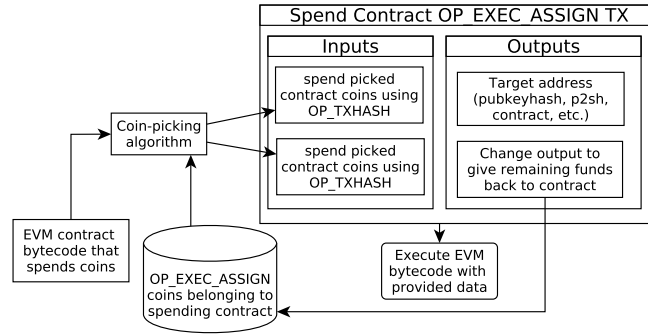 Spend Contract OP_EXEC_ASSIGN TX
Inputs
Outputs
spend picked
contract coins using
OP_TXHASH
spend picked
contract coins using
OP_TXHASH
Target address
(pubkeyhash, p2sh,
contract, etc.)
Change output to
give remaining funds
back to contract
Coin-picking
algorithm
EVM contract
bytecode that
spends coins
OP_EXEC_ASSIGN
coins belonging to
spending contract
Execute EVM
bytecode with
provided data